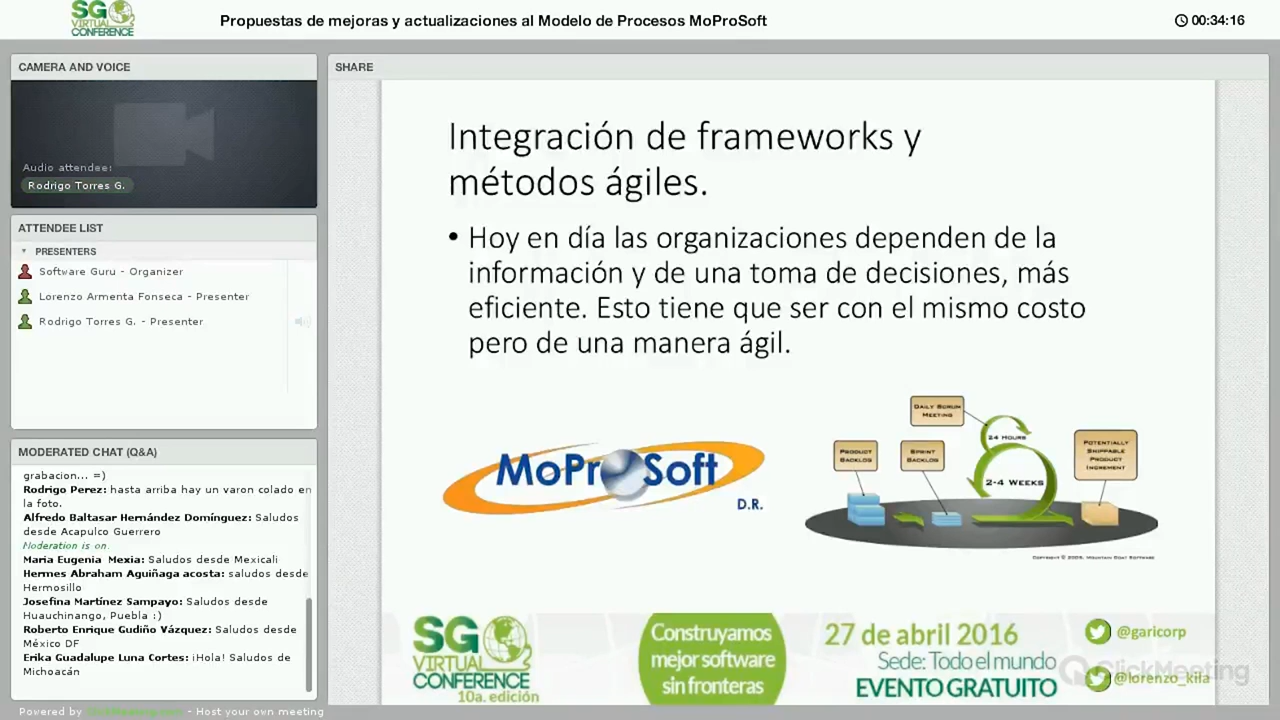 SG
VIRTUAL
CONFERENCE
Propuestas de mejoras y actualizaciones al Modelo de Procesos MoProSoft
00:34:16
CAMERA AND VOICE
Audio attendee:
Rodrigo Torres G.
ATTENDEE LIST
PRESENTERS
Software Guru - Organizer
Lorenzo Armenta Fonseca - Presenter
Rodrigo Torres G. - Presenter
MODERATED CHAT (Q&A)
grabacion... =)
Rodrigo Perez: hasta arriba hay un varon colado en
la foto.
Alfredo Baltasar Hernández Domínguez: Saludos
desde Acapulco Guerrero
Moderation is on.
Maria Eugenia Mexia: Saludos desde Mexicali
Hermes Abraham Aguiñaga acosta: saludos desde
Hermosillo
Josefina Martínez Sampayo: Saludos desde
Huauchinango, Puebla :)
Roberto Enrique Gudiño Vázquez: Saludos desde
México DF
Erika Guadalupe Luna Cortes: ¡Hola! Saludos de
Michoacán
Powered by ClickMeeting.com - Host your own meeting
SHARE
Integración de frameworks y
métodos ágiles.
• Hoy en día las organizaciones dependen de la
información y de una toma de decisiones, más
eficiente. Esto tiene que ser con el mismo costo
pero de una manera ágil.
MoProSoft
D.R.
DAILY SCRUM
MEETING
24 HOURS
PRODUCT
BACKLOG
SPRINT
BACKLOG
2-4 WEEKS
POTENTIALLY
SHIPPABLE
PRODUCT
INCREMENT
COPYRIGHT © 2005, MOUNTAIN GOAT SOFTWARE
SG
VIRTUAL
CONFERENCE
10a. edición
Construyamos
mejor software
sin fronteras
27 de abril 2016
Sede: Todo el mundo
EVENTO GRATUITO
@garicorp
@lorenzo_kila
ClickMeeting